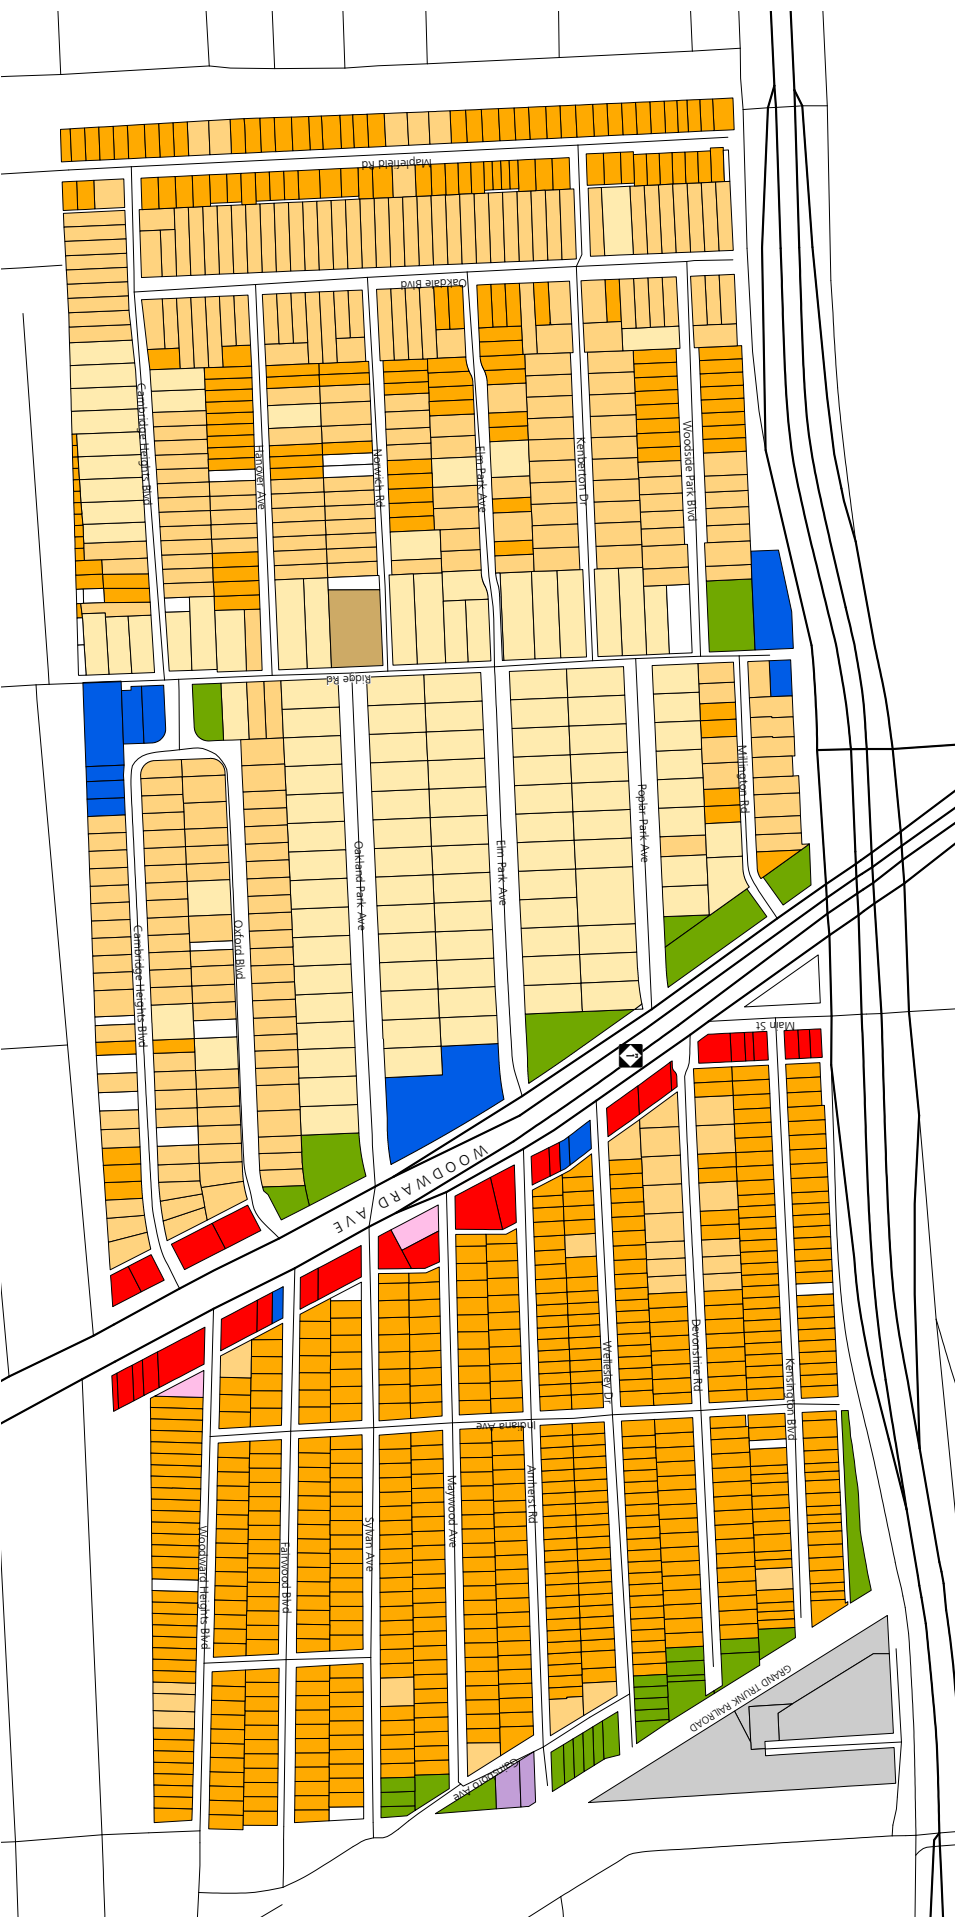 Maplefield Rd
Oakdale Blvd
Cambridge Heights Blvd
Hanover Ave
Norwich Rd
Elm Park Ave
Kenberton Dr
Woodside Park Blvd
Ridge Rd
Millington Rd
Poplar Park Ave
Elm Park Ave
Oakland Park Ave
Oxford Blvd
Cambridge Heights Blvd
Main St
1
WOODWARD AVE
Wellesley Dr
Devonshire Rd
Kensington Blvd
Indiana Ave
Amherst Rd
Maywood Ave
Sylvan Ave
Fairwood Blvd
Woodward Heights Blvd
GRAND TRUNK RAILROAD
Gainsboro Ave